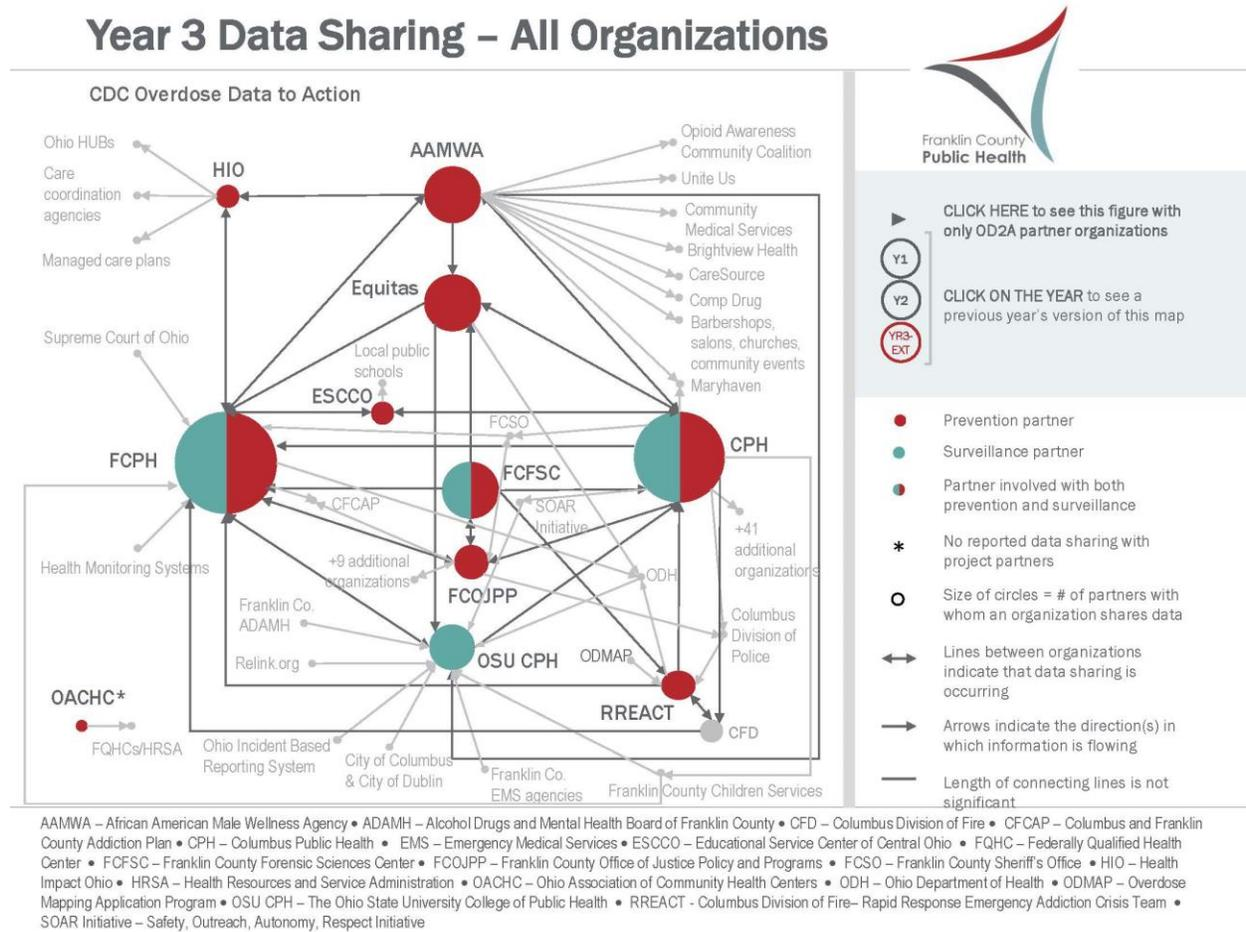 Year 3 Data Sharing – All Organizations
CDC Overdose Data to Action
Franklin County
Public Health
Ohio HUBs
Care
coordination
agencies
Managed care plans
HIO
AAMWA
Opioid Awareness
Community Coalition
Unite Us
Community
Medical Services
Brightview Health
CareSource
Comp Drug
Barbershops,
salons, churches,
community events
Maryhaven
Equitas
Supreme Court of Ohio
Local public
schools
ESCCO
FCSO
FCPH
CPH
FCFSC
CFCAP
SOAR
Initiative
+41
additional
organizations
Health Monitoring Systems
+9 additional
organizations
FCOJPP
ODH
Franklin Co.
ADAMH
Columbus
Division of
Police
Relink.org
OSU CPH
ODMAP
OACHC*
RREACT
FQHCs/HRSA
CFD
Ohio Incident Based
Reporting System
City of Columbus
& City of Dublin
Franklin Co.
EMS agencies
Franklin County Children Services
CLICK HERE to see this figure with
only OD2A partner organizations
Y1
Y2
YR3-
EXT
CLICK ON THE YEAR to see a
previous year's version of this map
Prevention partner
Surveillance partner
Partner involved with both
prevention and surveillance
* No reported data sharing with
project partners
Size of circles = # of partners with
whom an organization shares data
Lines between organizations
indicate that data sharing is
occurring
Arrows indicate the direction(s) in
which information is flowing
Length of connecting lines is not
significant
AAMWA – African American Male Wellness Agency • ADAMH – Alcohol Drugs and Mental Health Board of Franklin County • CFD – Columbus Division of Fire • CFCAP – Columbus and Franklin
County Addiction Plan • CPH – Columbus Public Health • EMS – Emergency Medical Services • ESCCO – Educational Service Center of Central Ohio • FQHC – Federally Qualified Health
Center • FCFSC – Franklin County Forensic Sciences Center • FCOJPP – Franklin County Office of Justice Policy and Programs • FCSO – Franklin County Sheriff's Office • HIO – Health
Impact Ohio • HRSA – Health Resources and Service Administration • OACHC – Ohio Association of Community Health Centers • ODH – Ohio Department of Health • ODMAP – Overdose
Mapping Application Program • OSU CPH – The Ohio State University College of Public Health • RREACT - Columbus Division of Fire– Rapid Response Emergency Addiction Crisis Team •
SOAR Initiative – Safety, Outreach, Autonomy, Respect Initiative